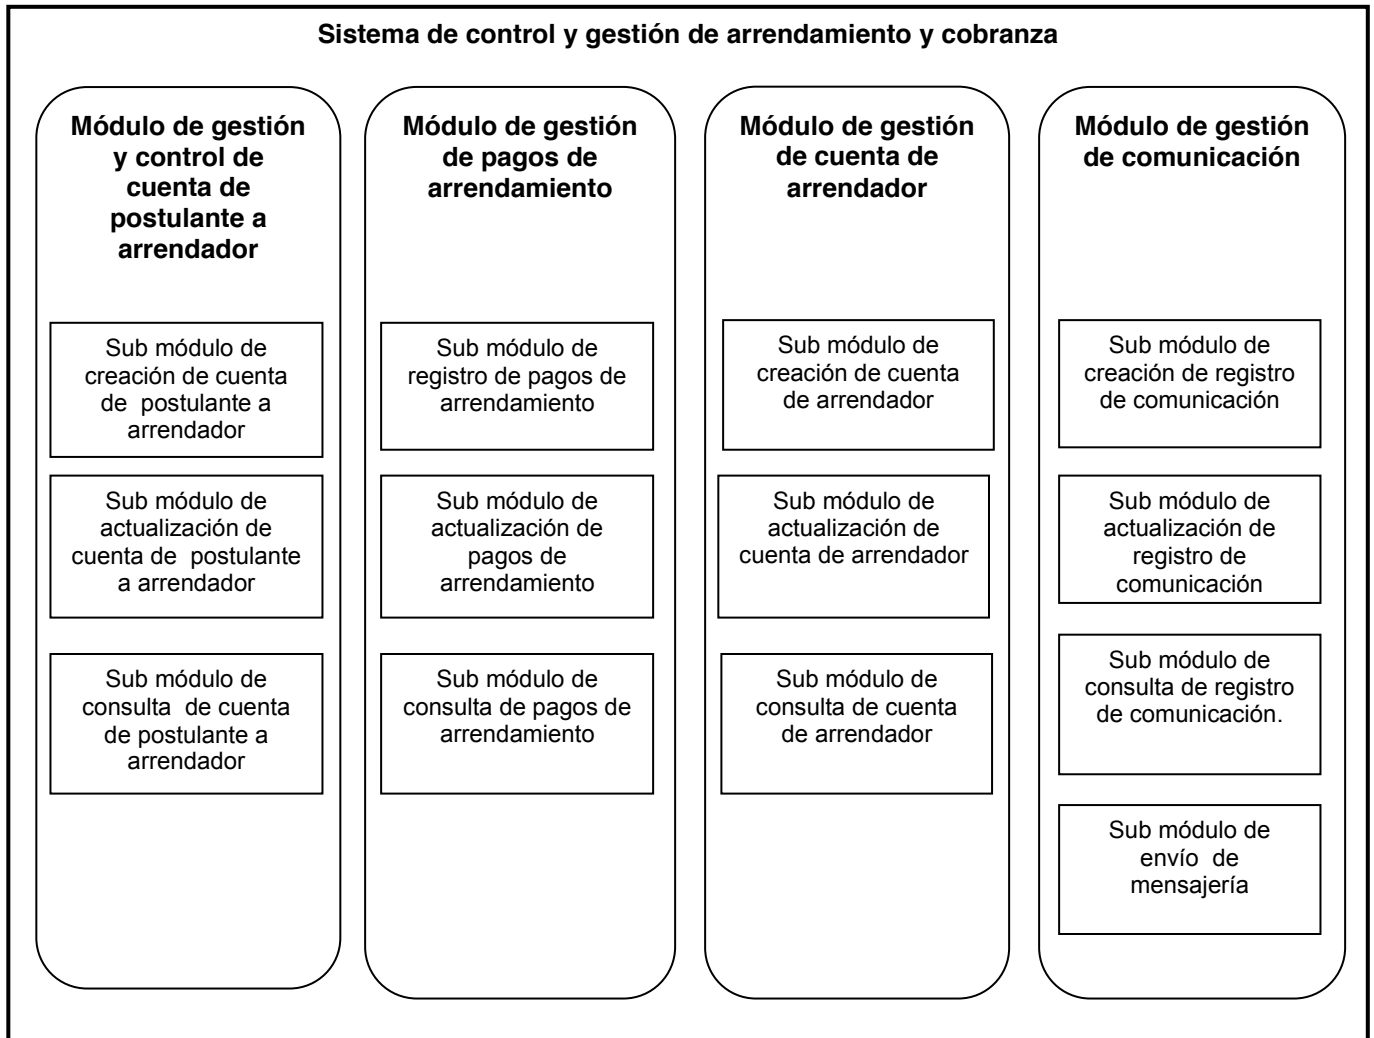 Sistema de control y gestión de arrendamiento y cobranza
Módulo de gestión
y control de
cuenta de
postulante a
arrendador
Sub módulo de
creación de cuenta
de postulante a
arrendador
Sub módulo de
actualización de
cuenta de postulante
a arrendador
Sub módulo de
consulta de cuenta
de postulante a
arrendador
Módulo de gestión
de pagos de
arrendamiento
Sub módulo de
registro de pagos de
arrendamiento
Sub módulo de
actualización de
pagos de
arrendamiento
Sub módulo de
consulta de pagos de
arrendamiento
Módulo de gestión
de cuenta de
arrendador
Sub módulo de
creación de cuenta
de arrendador
Sub módulo de
actualización de
cuenta de arrendador
Sub módulo de
consulta de cuenta
de arrendador
Módulo de gestión
de comunicación
Sub módulo de
creación de registro
de comunicación
Sub módulo de
actualización de
registro de
comunicación
Sub módulo de
consulta de registro
de comunicación.
Sub módulo de
envío de
mensajería